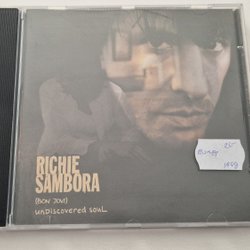 RICHIE
SAMBORA
(BON JOVI)
UNDISCOVERED SOUL